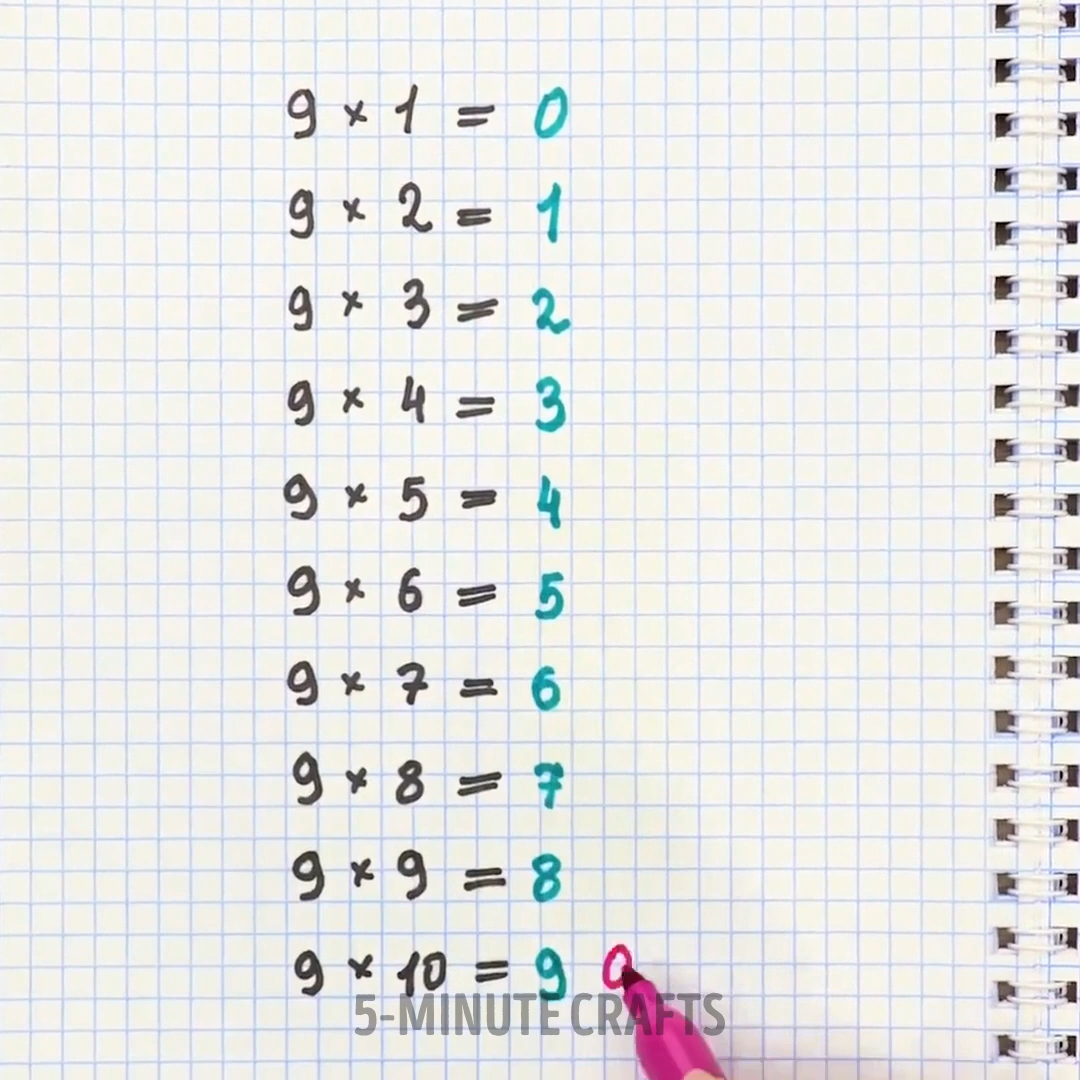 9 × 1 = 0
9 × 2 = 1
9 × 3 = 2
9 × 4 = 3
9 × 5 = 4
9 × 6 = 5
9 × 7 = 6
9 × 8 = 7
9 × 9 = 8
9 × 10 = 9 0
5-MINUTE CRAFTS